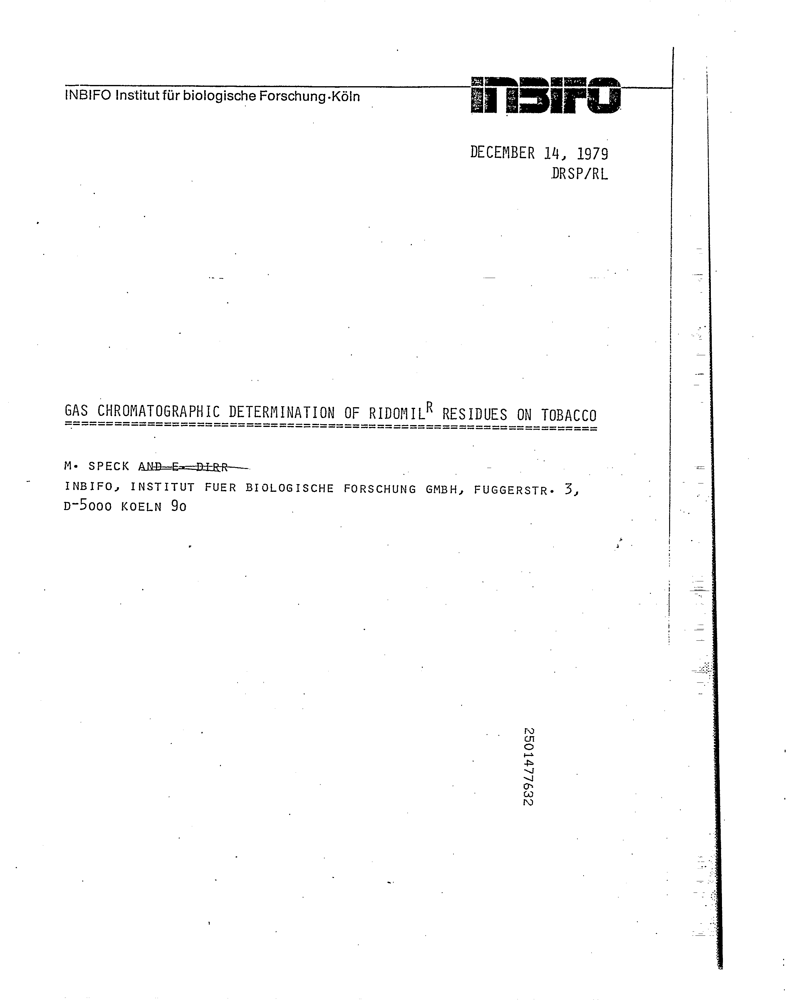 INBIFO Institut für biologische Forschung·Köln
INBIFO
DECEMBER 14, 1979
DRSP/RL
GAS CHROMATOGRAPHIC DETERMINATION OF RIDOMILR RESIDUES ON TOBACCO
M. SPECK AND E. DIRR
INBIFO, INSTITUT FUER BIOLOGISCHE FORSCHUNG GMBH, FUGGERSTR. 3,
D-5000 KOELN 90
2501477632